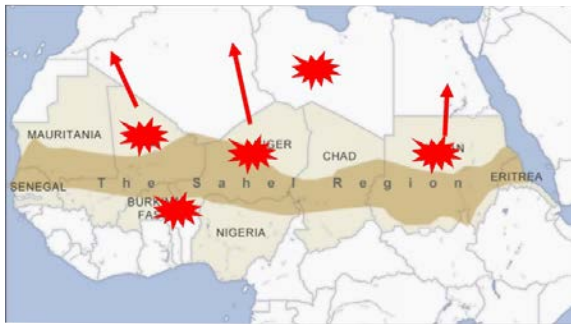 MAURITANIA
CHAD
SENEGAL
The Sahel Region
ERITREA
NIGERIA